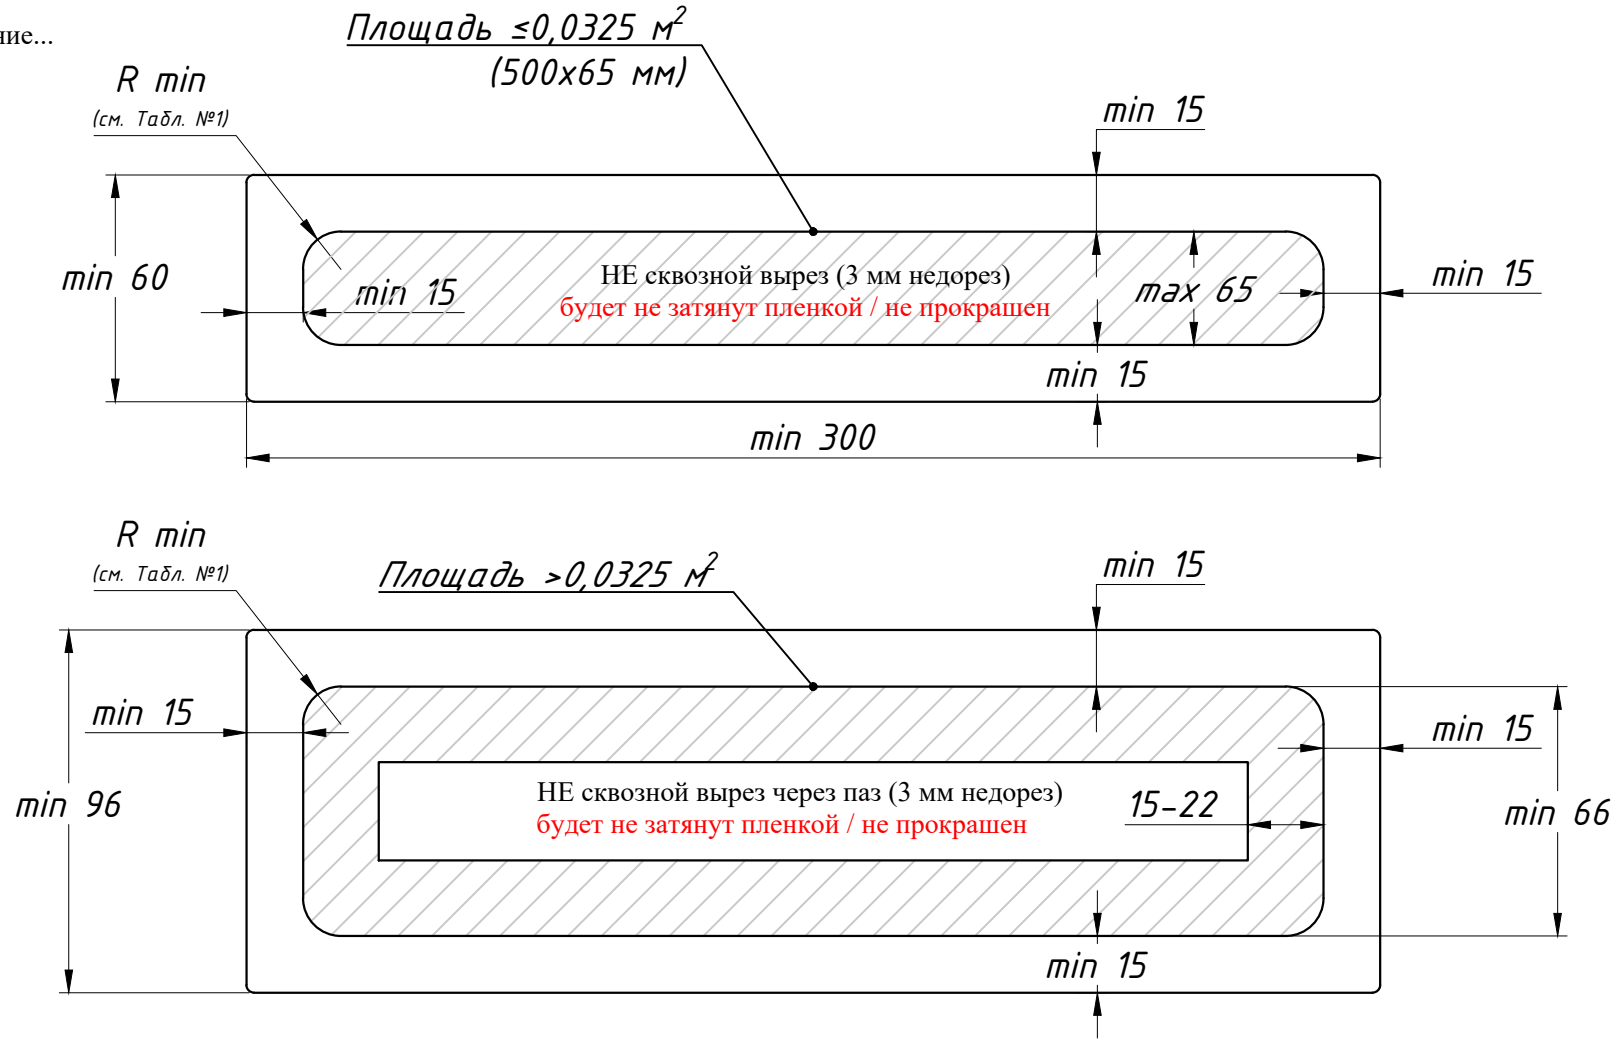 ние...
Площадь ≤0,0325 м²
(500х65 мм)
R min
(см. Табл. №1)
min 15
min 60
min 15
НЕ сквозной вырез (3 мм недорез)
будет не затянут пленкой / не прокрашен
max 65
min 15
min 15
min 300
R min
(см. Табл. №1)
Площадь >0,0325 м²
min 15
min 15
min 15
min 96
НЕ сквозной вырез через паз (3 мм недорез)
будет не затянут пленкой / не прокрашен
15-22
min 66
min 15